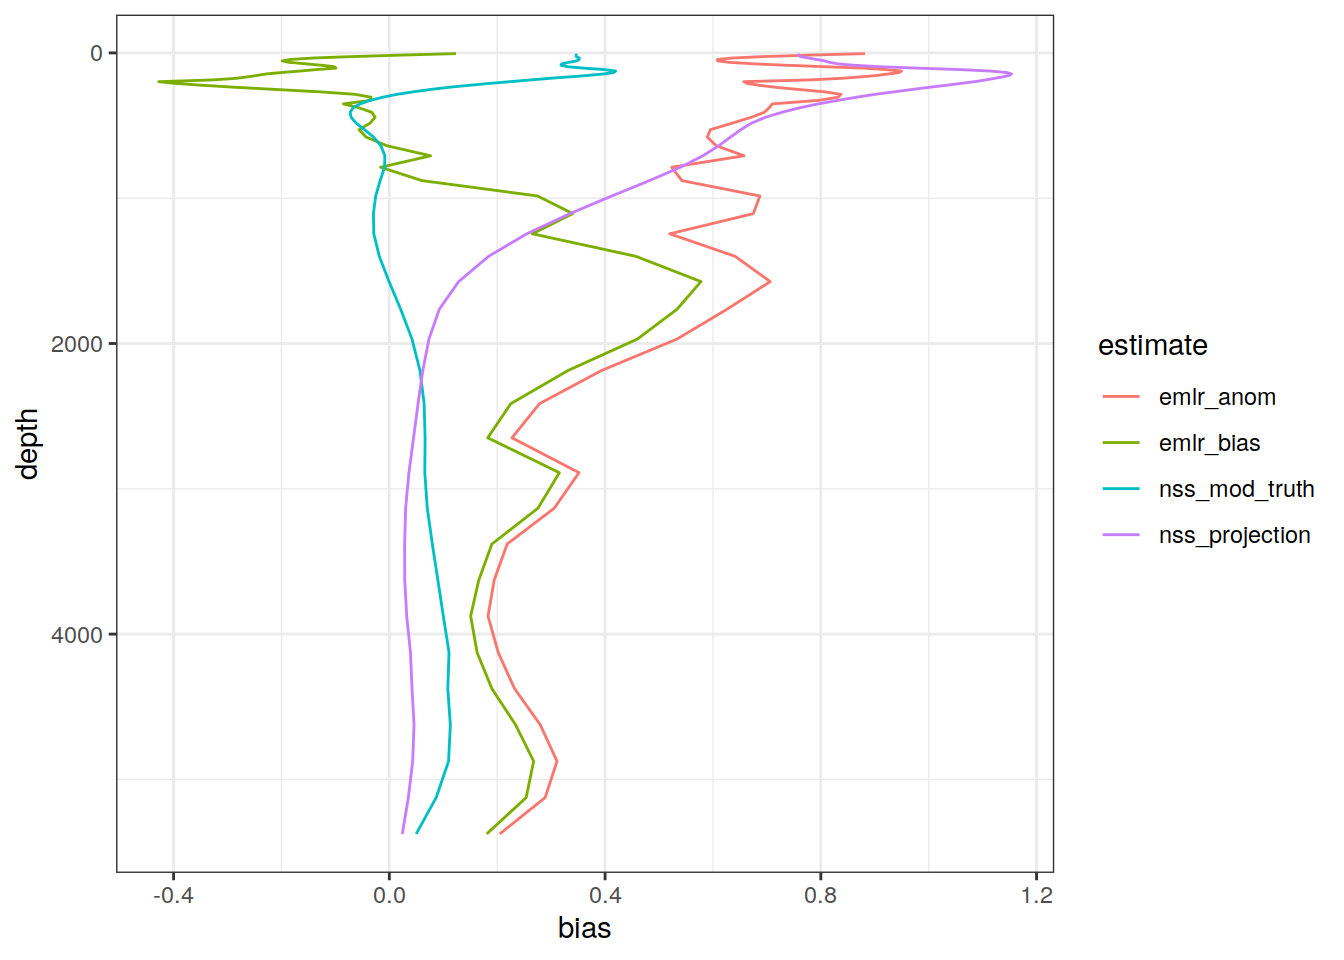 0
2000
4000
depth
-0.4
0.0
0.4
0.8
1.2
bias
estimate
emlr_anom
emlr_bias
nss_mod_truth
nss_projection